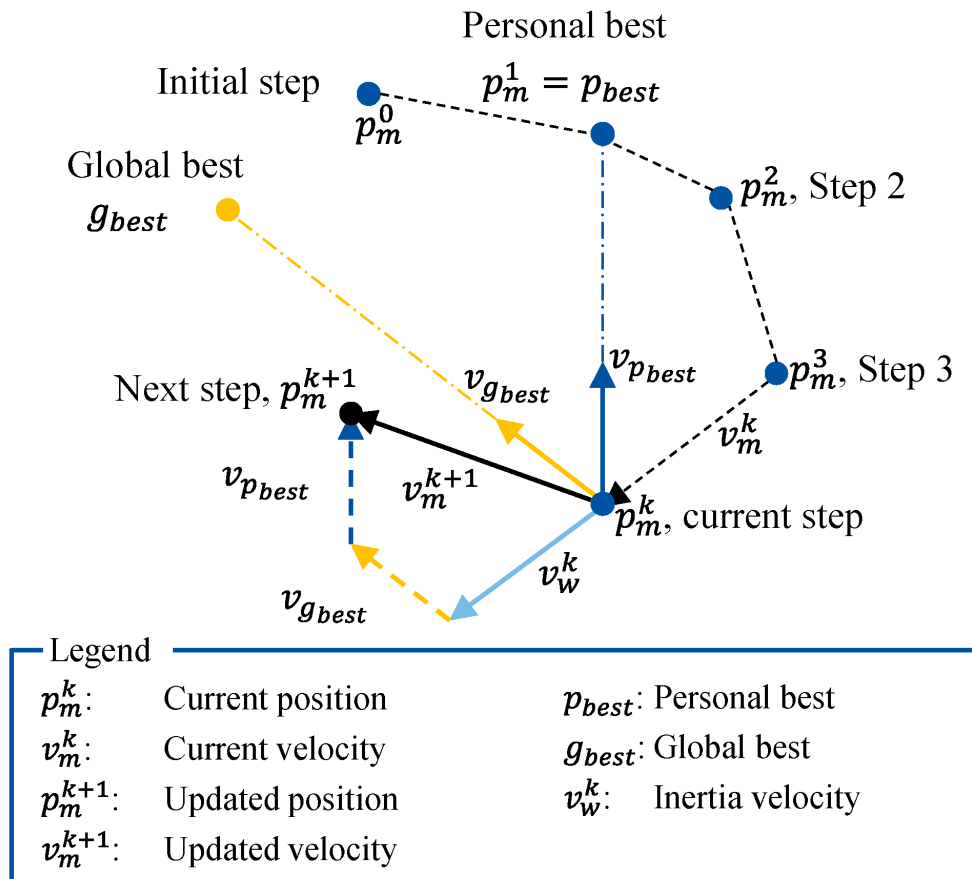 Personal best
Initial step
p_m^1 = p_best
p_m^0
Global best
g_best
p_m^2, Step 2
p_m^3, Step 3
v_p_best
v_g_best
Next step, p_m^{k+1}
v_m^k
v_p_best
v_m^{k+1}
p_m^k, current step
v_w^k
v_g_best
Legend
p_m^k: Current position
p_best: Personal best
v_m^k: Current velocity
g_best: Global best
p_m^{k+1}: Updated position
v_w^k: Inertia velocity
v_m^{k+1}: Updated velocity